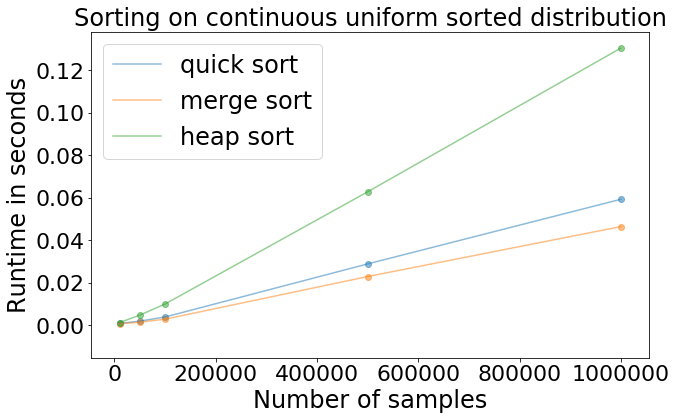 Sorting on continuous uniform sorted distribution
quick sort
merge sort
heap sort
Runtime in seconds
0.12
0.10
0.08
0.06
0.04
0.02
0.00
0 200000 400000 600000 800000 1000000
Number of samples